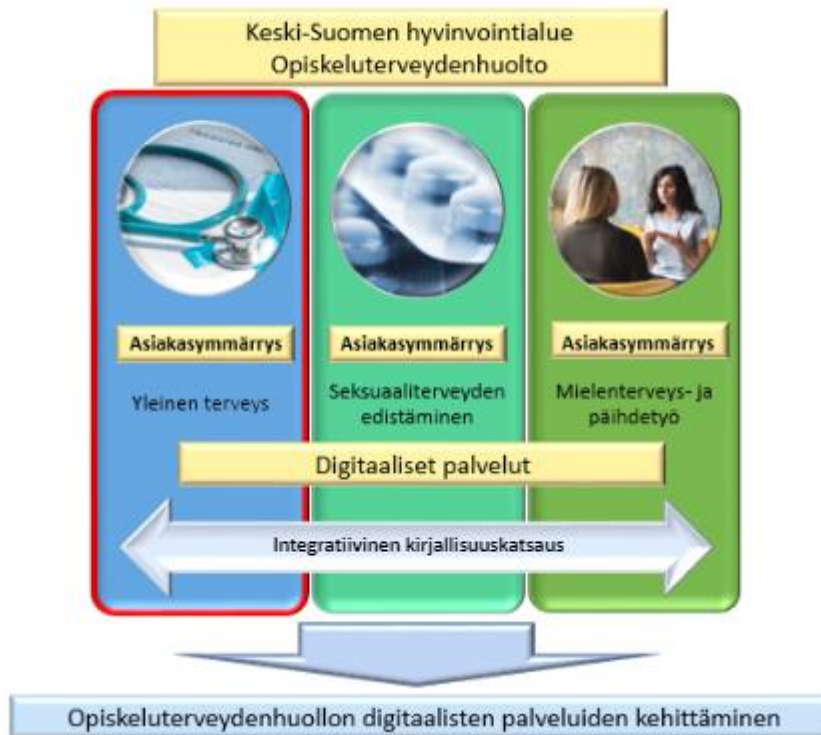 Keski-Suomen hyvinvointialue
Opiskeluterveydenhuolto
Asiakasymmärrys
Asiakasymmärrys
Asiakasymmärrys
Yleinen terveys
Seksuaaliterveyden
edistäminen
Mielenterveys- ja
päihdetyö
Digitaaliset palvelut
Integratiivinen kirjallisuuskatsaus
Opiskeluterveydenhuollon digitaalisten palveluiden kehittäminen